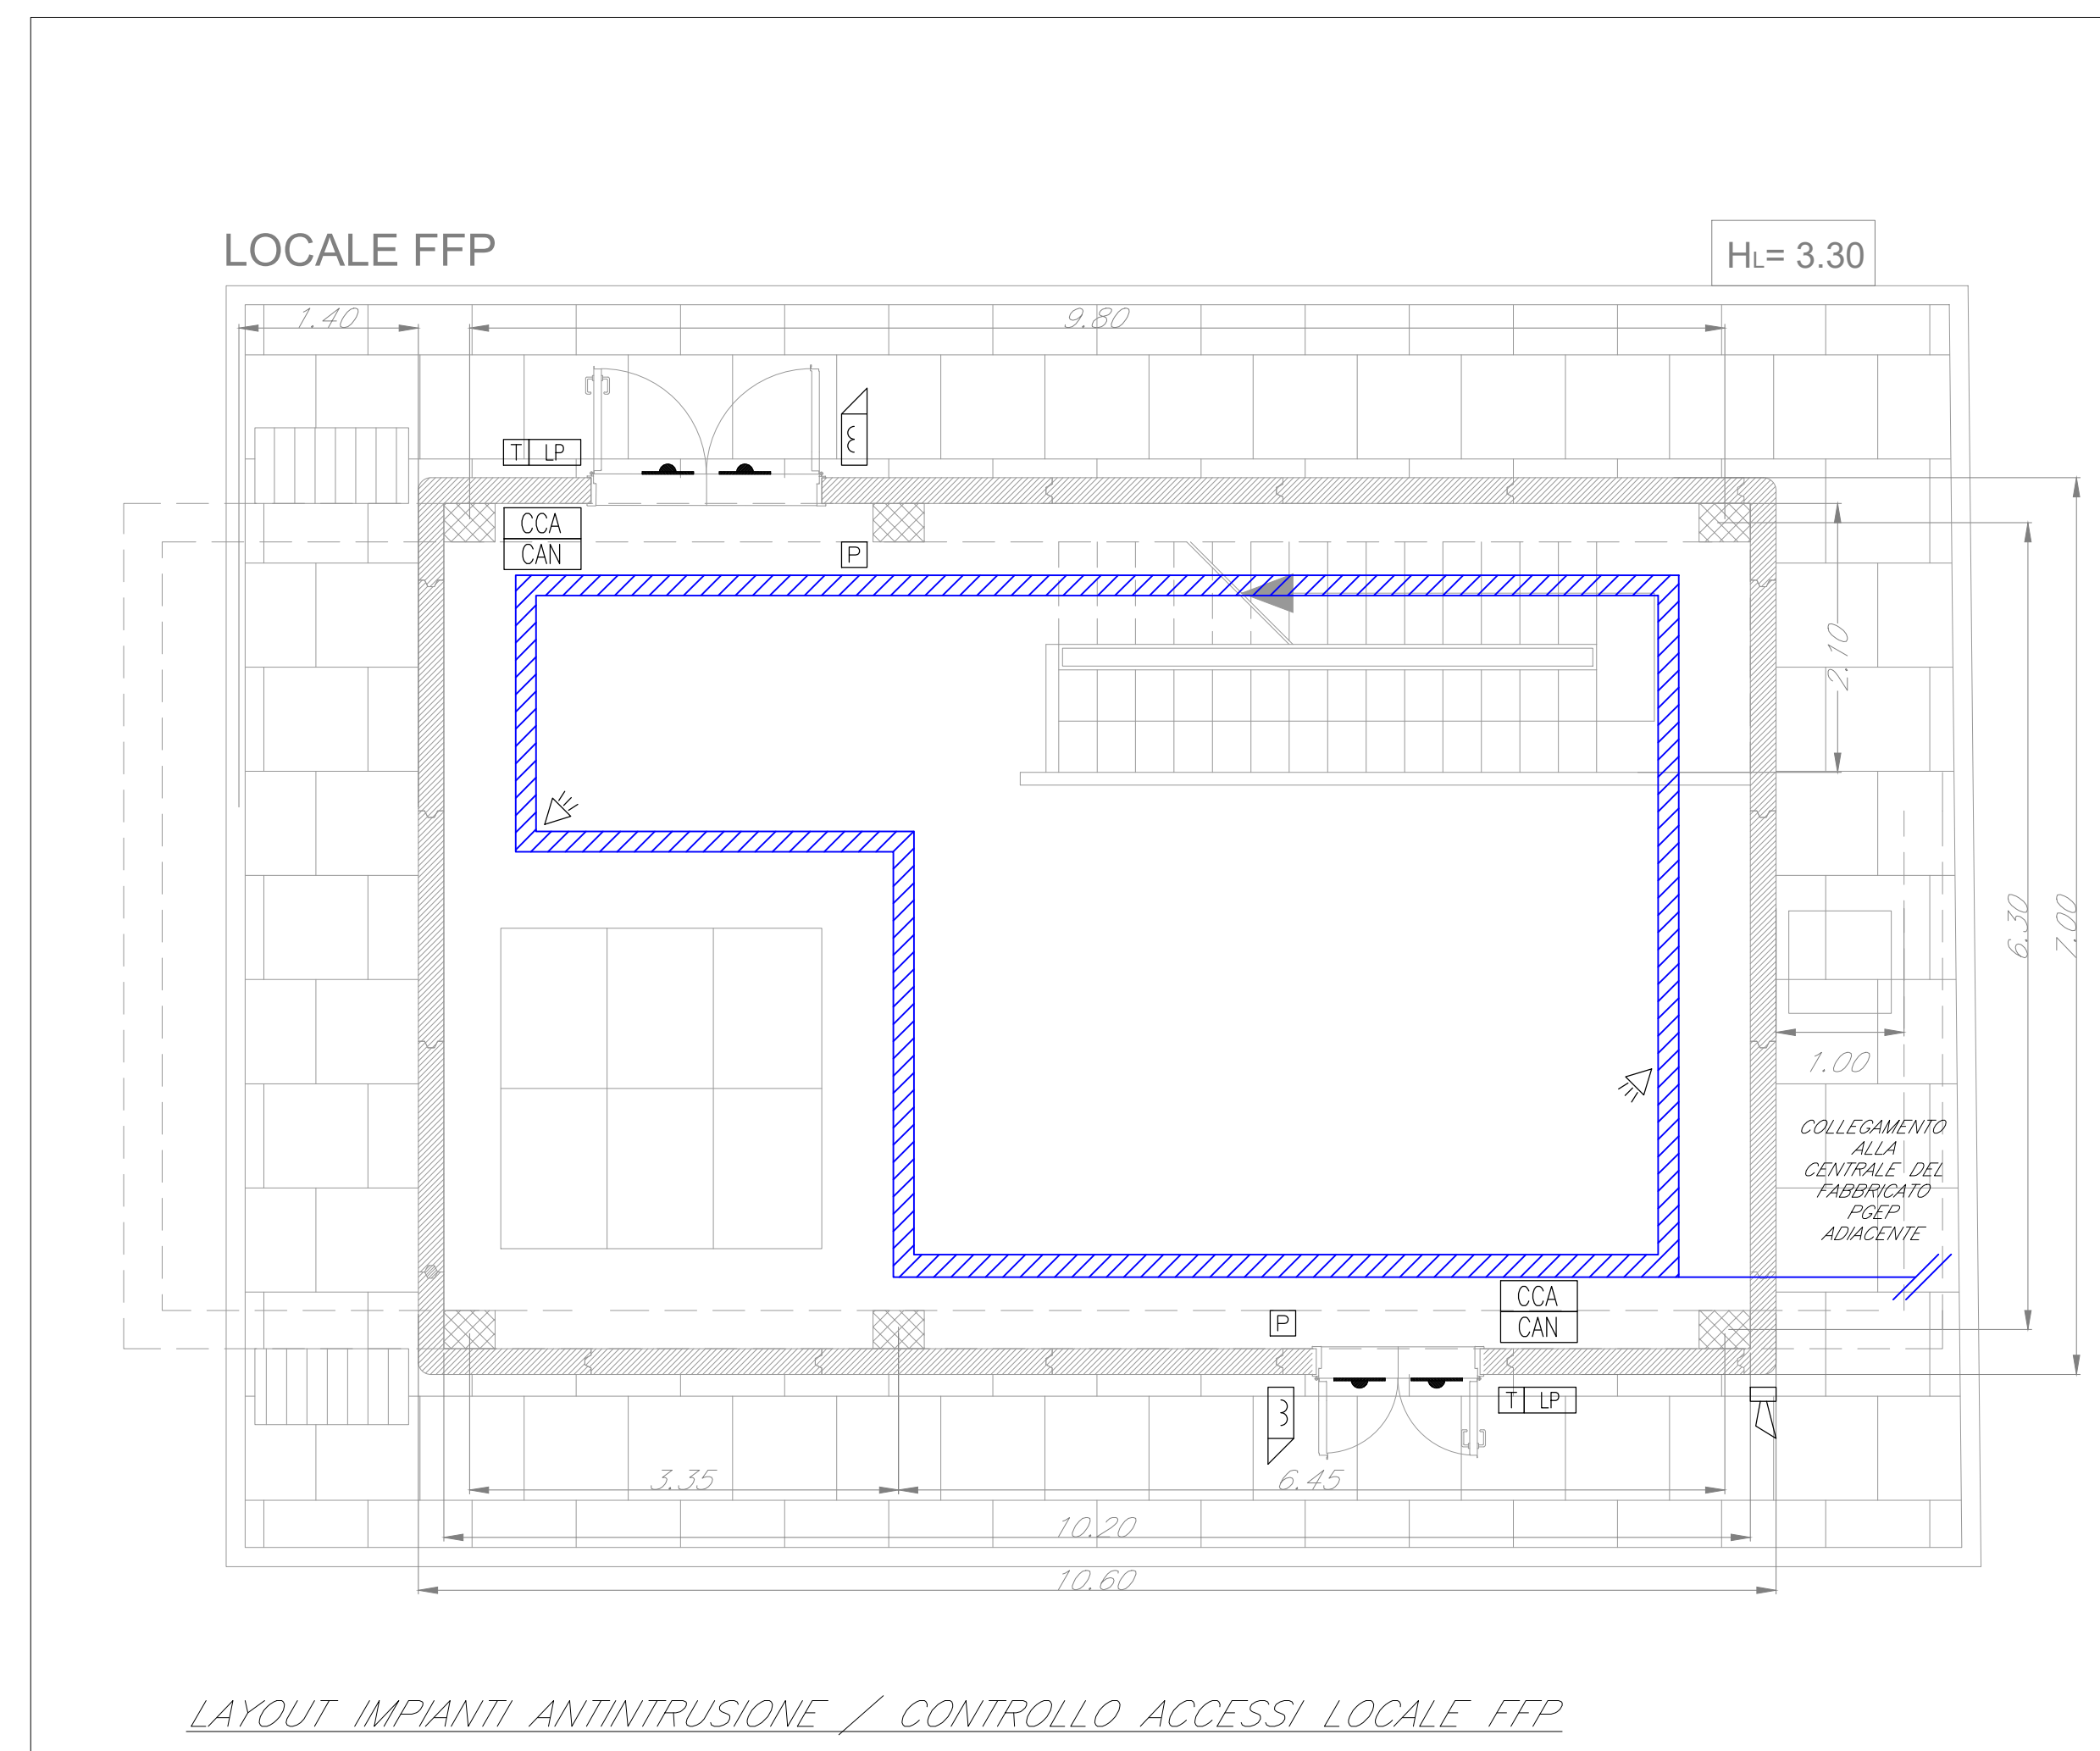 LOCALE FFP
HL= 3.30
1.40
9.80
T LP
CCA
CAN
P
2.10
6.30
7.00
1.00
COLLEGAMENTO
ALLA
CENTRALE DEL
FABBRICATO
PGEP
ADIACENTE
CCA
CAN
P
T LP
3.35
6.45
10.20
10.60
LAYOUT IMPIANTI ANTINTRUSIONE / CONTROLLO ACCESSI LOCALE FFP